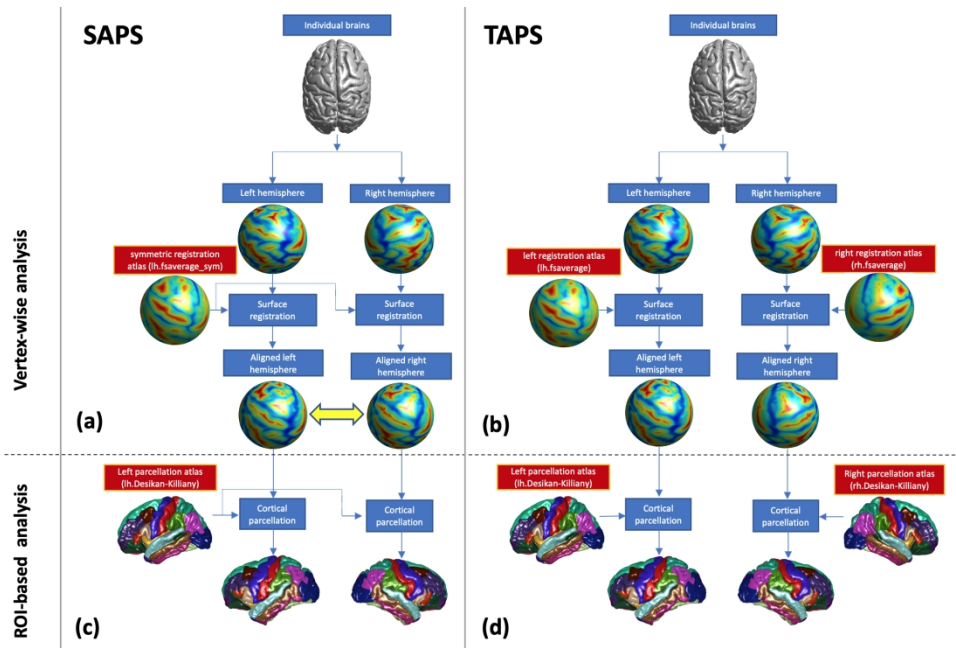 SAPS
Individual brains
Left hemisphere
Right hemisphere
symmetric registration
atlas (lh.fsaverage_sym)
Surface
registration
Surface
registration
Aligned left
hemisphere
Aligned right
hemisphere
(a)
Vertex-wise analysis
TAPS
Individual brains
Left hemisphere
Right hemisphere
left registration atlas
(lh.fsaverage)
right registration atlas
(rh.fsaverage)
Surface
registration
Surface
registration
Aligned left
hemisphere
Aligned right
hemisphere
(b)
ROI-based analysis
Left parcellation atlas
(lh.Desikan-Killiany)
Cortical
parcellation
Cortical
parcellation
(c)
Left parcellation atlas
(lh.Desikan-Killiany)
Right parcellation atlas
(rh.Desikan-Killiany)
Cortical
parcellation
Cortical
parcellation
(d)